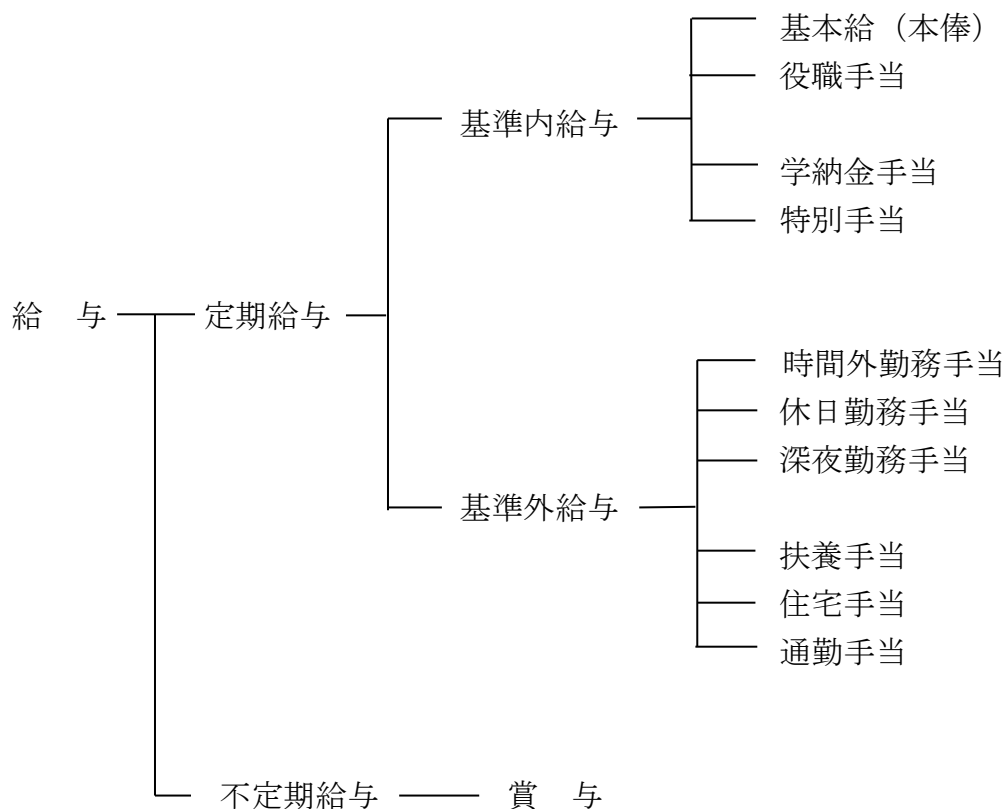 基本給（本俸）
役職手当
基準内給与
学納金手当
特別手当
給　与
定期給与
時間外勤務手当
休日勤務手当
深夜勤務手当
基準外給与
扶養手当
住宅手当
通勤手当
不定期給与
賞　与